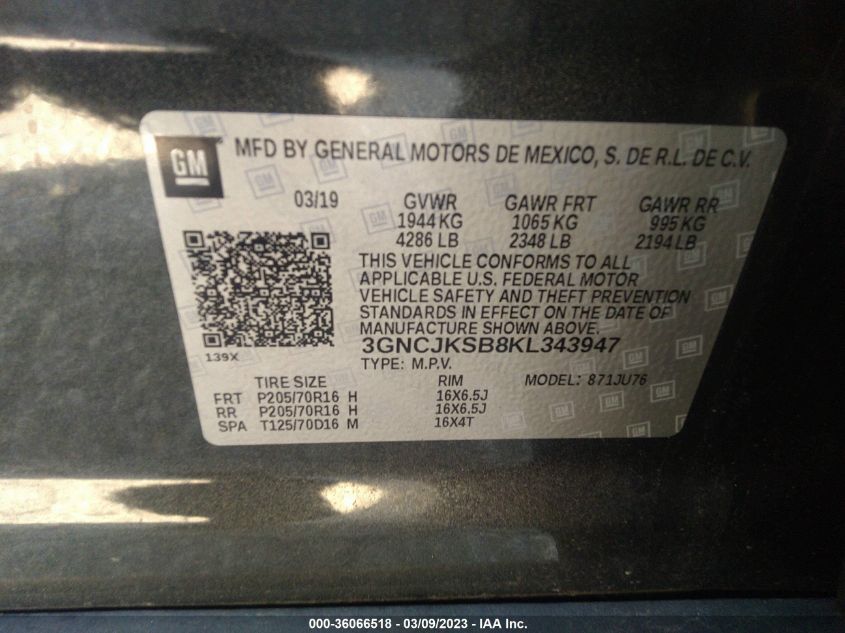 GM MFD BY GENERAL MOTORS DE MEXICO, S. DE R.L. DE C.V.
03/19 GVWR GAWR FRT GAWR RR
1944 KG 1065 KG 995 KG
4286 LB 2348 LB 2194 LB
THIS VEHICLE CONFORMS TO ALL
APPLICABLE U.S. FEDERAL MOTOR
VEHICLE SAFETY AND THEFT PREVENTION
STANDARDS IN EFFECT ON THE DATE OF
MANUFACTURE SHOWN ABOVE.
3GNCJKSB8KL343947
139X TYPE: M.P.V.
TIRE SIZE RIM MODEL: 871JU76
FRT P205/70R16 H 16X6.5J
RR P205/70R16 H 16X6.5J
SPA T125/70D16 M 16X4T
000-36066518 / 03/09/2023 - IAA Inc.